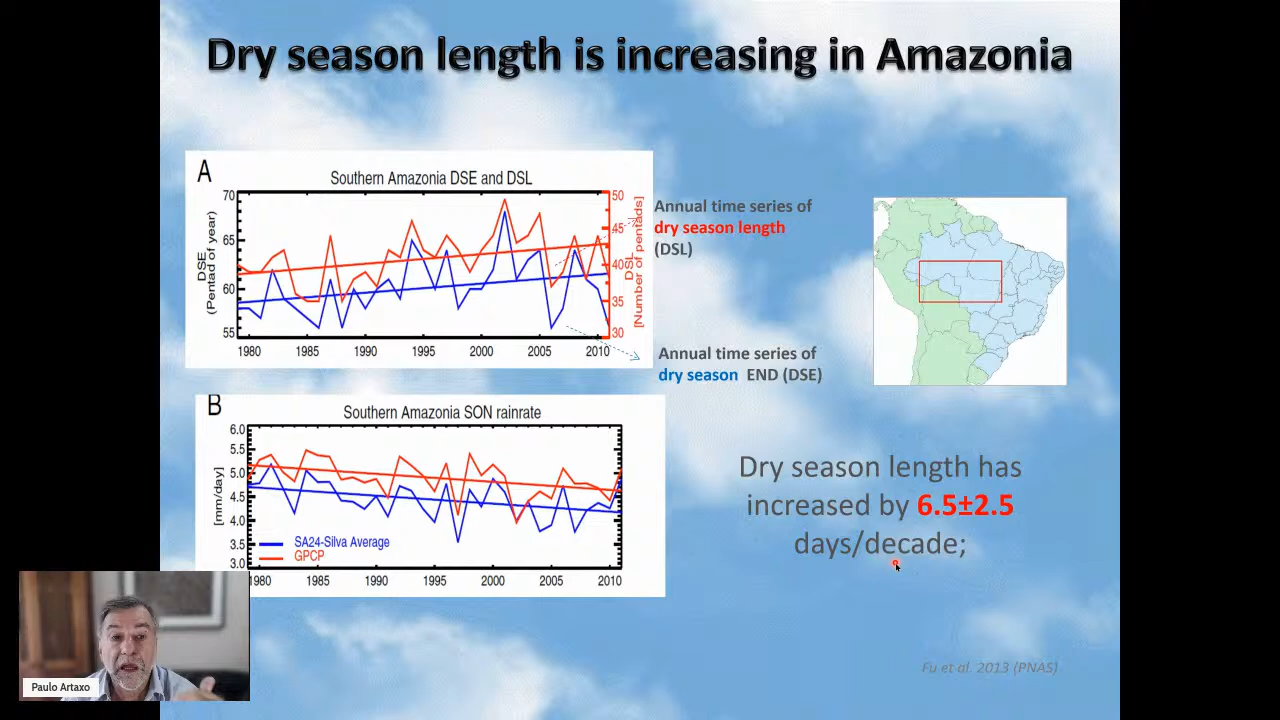 Dry season length is increasing in Amazonia
A
Southern Amazonia DSE and DSL
70
65
60
55
DSE
(Pentad of year)
50
45
40
35
30
DSL
[Number of pentads]
1980 1985 1990 1995 2000 2005 2010
Annual time series of
dry season length
(DSL)
Annual time series of
dry season END (DSE)
B
Southern Amazonia SON rainrate
6.0
5.5
5.0
4.5
4.0
3.5
3.0
[mm/day]
SA24-Silva Average
GPCP
980 1985 1990 1995 2000 2005 2010
Dry season length has
increased by 6.5±2.5
days/decade;
Fu et al. 2013 (PNAS)
Paulo Artaxo